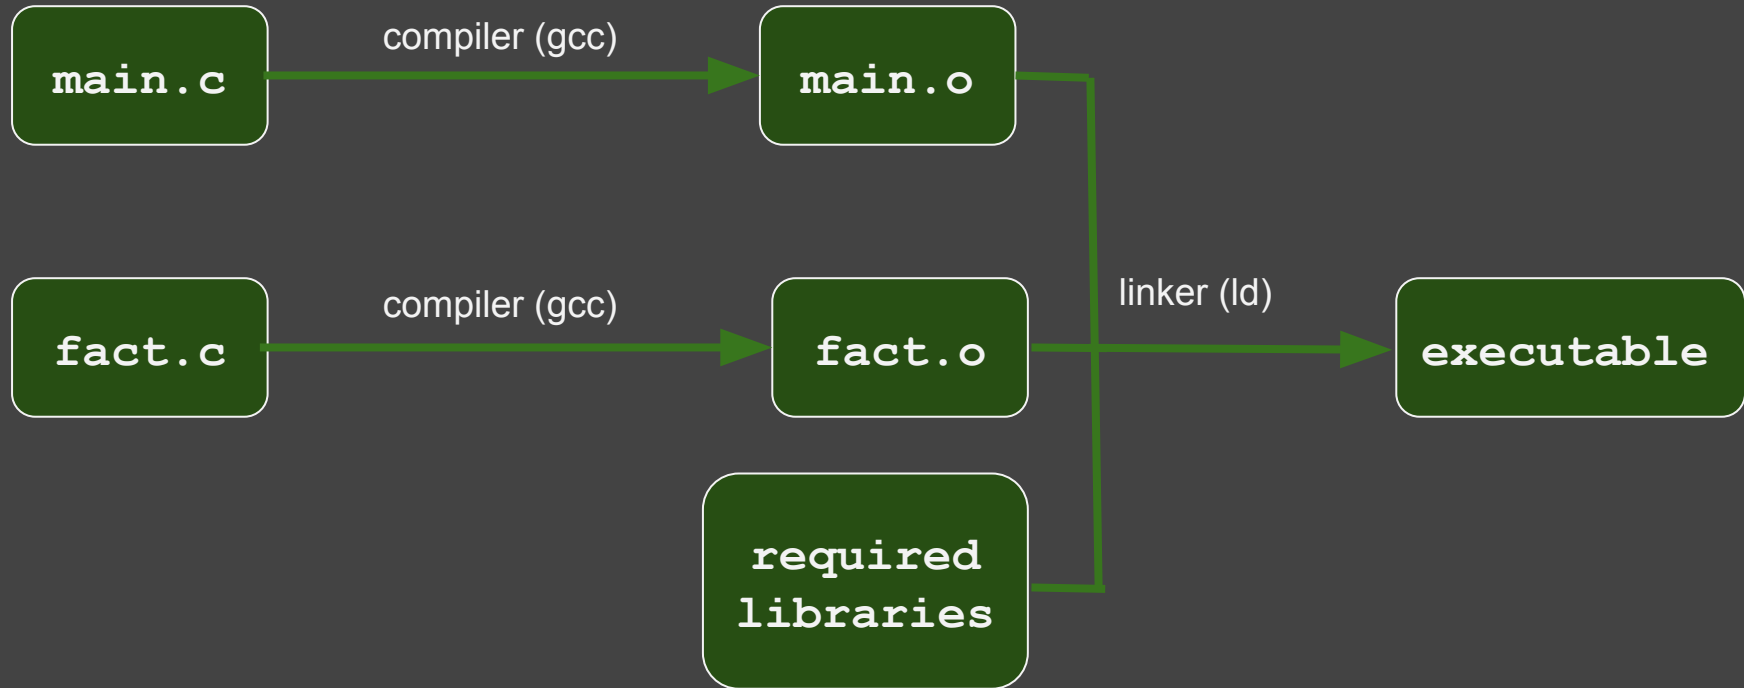 main.c
compiler (gcc)
main.o
fact.c
compiler (gcc)
fact.o
linker (ld)
executable
required
libraries